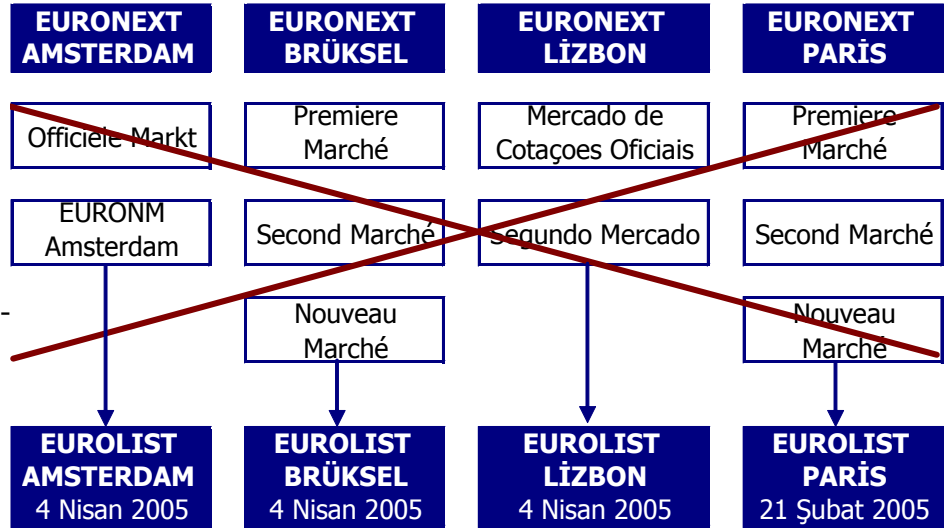 EURONEXT
AMSTERDAM
EURONEXT
BRÜKSEL
EURONEXT
LİZBON
EURONEXT
PARİS
Officiële Markt
Premiere
Marché
Mercado de
Cotaçoes Oficiais
Premiere
Marché
EURONM
Amsterdam
Second Marché
Segundo Mercado
Second Marché
-
Nouveau
Marché
Nouveau
Marché
EUROLIST
AMSTERDAM
4 Nisan 2005
EUROLIST
BRÜKSEL
4 Nisan 2005
EUROLIST
LİZBON
4 Nisan 2005
EUROLIST
PARİS
21 Şubat 2005